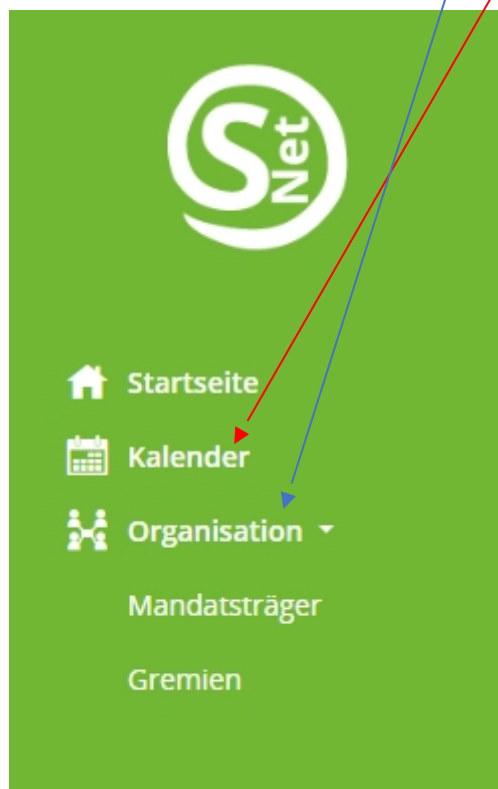 S Net
Startseite
Kalender
Organisation
Mandatsträger
Gremien